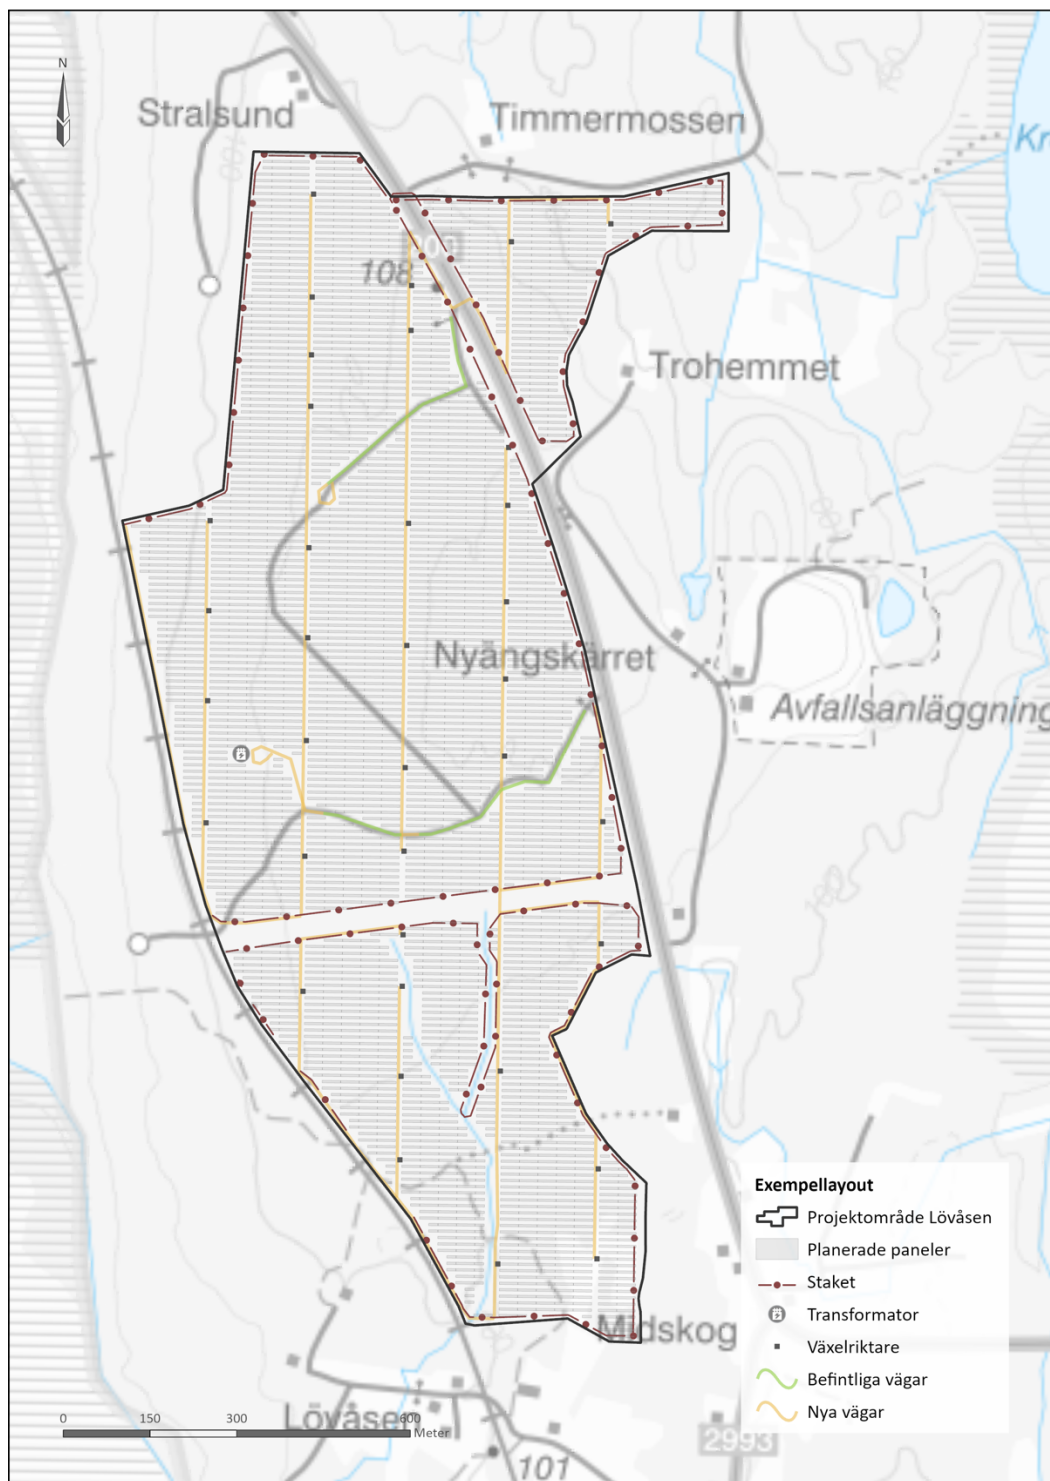 N
Stralsund
Timmermossen
108
Trohemmet
Nyängskärret
Avfallsanläggning
180
Midskog
Lövåsen
101
2993
0 150 300 600
Meter
Exempellayout
Projektområde Lövåsen
Planerade paneler
Staket
Transformator
Växelriktare
Befintliga vägar
Nya vägar